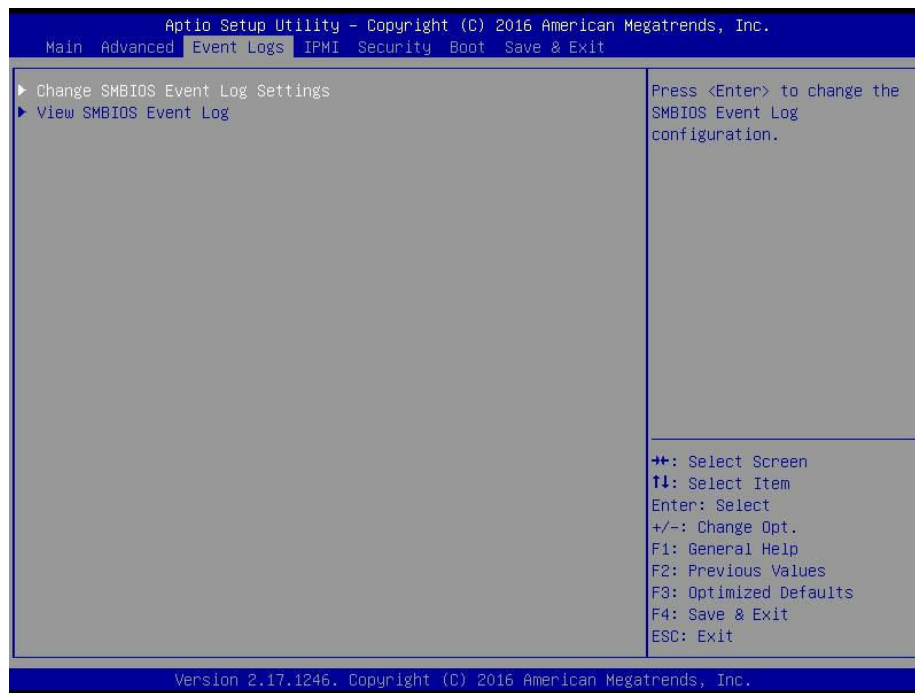 Aptio Setup Utility – Copyright (C) 2016 American Megatrends, Inc.
Main Advanced Event Logs IPMI Security Boot Save & Exit
▶ Change SMBIOS Event Log Settings
▶ View SMBIOS Event Log
Press <Enter> to change the
SMBIOS Event Log
configuration.
→←: Select Screen
↑↓: Select Item
Enter: Select
+/-: Change Opt.
F1: General Help
F2: Previous Values
F3: Optimized Defaults
F4: Save & Exit
ESC: Exit
Version 2.17.1246. Copyright (C) 2016 American Megatrends, Inc.